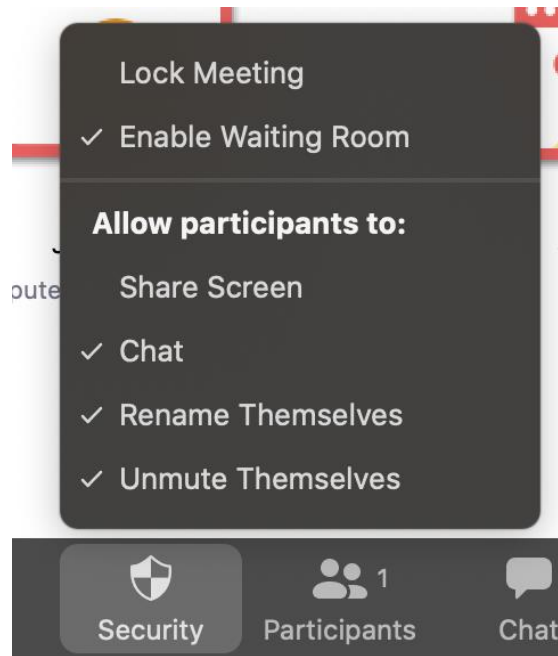 Lock Meeting
✓ Enable Waiting Room
Allow participants to:
Share Screen
✓ Chat
✓ Rename Themselves
✓ Unmute Themselves
1
Security Participants Chat